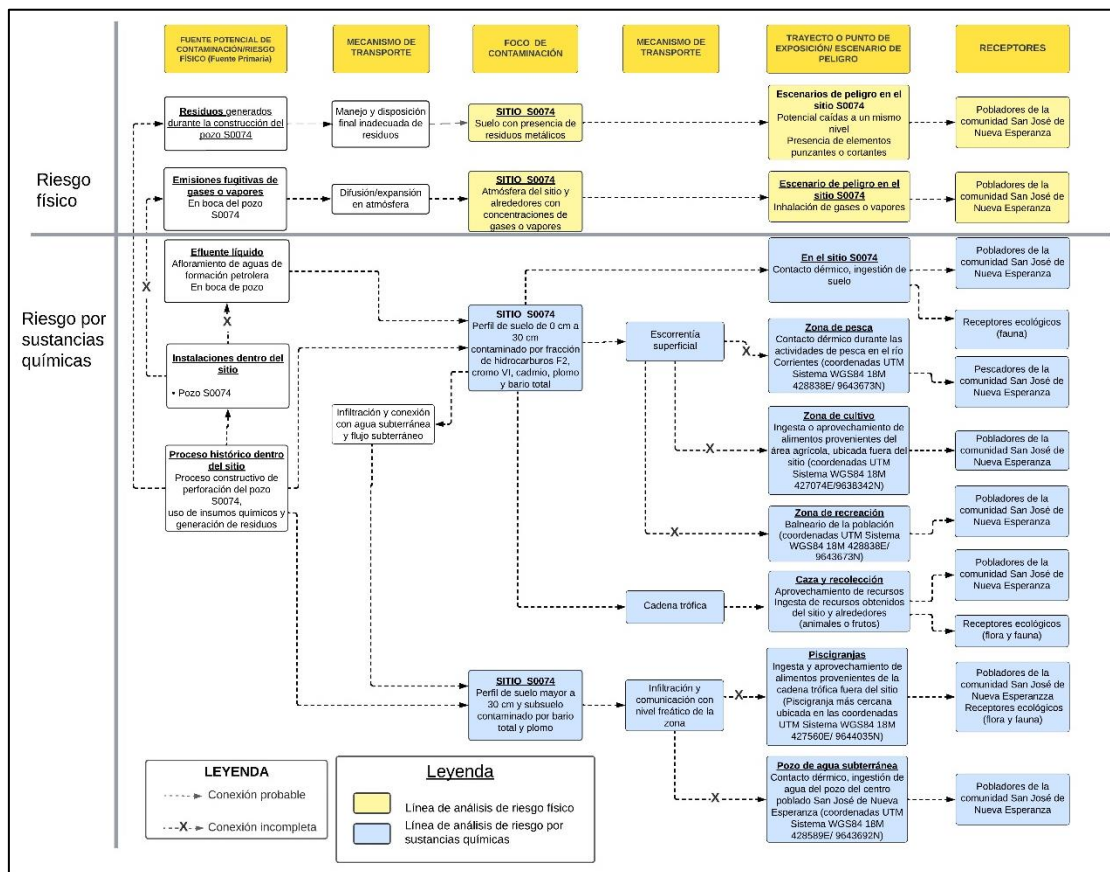 FUENTE POTENCIAL DE
CONTAMINACIÓN/RIESGO
FÍSICO (Fuente Primaria)
MECANISMO DE
TRANSPORTE
FOCO DE
CONTAMINACIÓN
MECANISMO DE
TRANSPORTE
TRAYECTO O PUNTO DE
EXPOSICIÓN/ ESCENARIO DE
PELIGRO
RECEPTORES
Riesgo
físico
Residuos generados
durante la construcción del
pozo S0074
Manejo y disposición
final inadecuada de
residuos
SITIO S0074
Suelo con presencia de
residuos metálicos
Escenarios de peligro en el
sitio S0074
Potencial caídas a un mismo
nivel
Presencia de elementos
punzantes o cortantes
Pobladores de la
comunidad San José de
Nueva Esperanza
Emisiones fugitivas de
gases o vapores
En boca del pozo
S0074
Difusión/expansión
en atmósfera
SITIO S0074
Atmósfera del sitio y
alrededores con
concentraciones de
gases o vapores
Escenario de peligro en el
sitio S0074
Inhalación de gases o vapores
Pobladores de la
comunidad San José de
Nueva Esperanza
Riesgo por
sustancias
químicas
Efluente líquido
Afloramiento de aguas de
formación petrolera
En boca de pozo
X
X
Instalaciones dentro del
sitio
• Pozo S0074
Proceso histórico dentro
del sitio
Proceso constructivo de
perforación del pozo
S0074,
uso de insumos químicos y
generación de residuos
Infiltración y conexión
con agua subterránea
y flujo subterráneo
SITIO S0074
Perfil de suelo de 0 cm a
30 cm
contaminado por fracción
de hidrocarburos F2,
cromo VI, cadmio, plomo
y bario total
SITIO S0074
Perfil de suelo mayor a
30 cm y subsuelo
contaminado por bario
total y plomo
Escorrentía
superficial
X
X
X
Cadena trófica
Infiltración y
comunicación con
nivel freático de la
zona
X
X
En el sitio S0074
Contacto dérmico, ingestión de
suelo
Pobladores de la
comunidad San José de
Nueva Esperanza
Receptores ecológicos
(fauna)
Zona de pesca
Contacto dérmico durante las
actividades de pesca en el río
Corrientes (coordenadas UTM
Sistema WGS84 18M
428838E/ 9643673N)
Pescadores de la
comunidad San José de
Nueva Esperanza
Zona de cultivo
Ingesta o aprovechamiento de
alimentos provenientes del
área agrícola, ubicada fuera del
sitio (coordenadas UTM
Sistema WGS84 18M
427074E/9638342N)
Pobladores de la
comunidad San José de
Nueva Esperanza
Zona de recreación
Balneario de la población
(coordenadas UTM Sistema
WGS84 18M 428838E/
9643673N)
Pobladores de la
comunidad San José de
Nueva Esperanza
Caza y recolección
Aprovechamiento de recursos
Ingesta de recursos obtenidos
del sitio y alrededores
(animales o frutos)
Pobladores de la
comunidad San José de
Nueva Esperanza
Receptores ecológicos
(flora y fauna)
Piscigranjas
Ingesta y aprovechamiento de
alimentos provenientes de la
cadena trófica fuera del sitio
(Piscigranja más cercana
ubicada en las coordenadas
UTM Sistema WGS84 18M
427560E/ 9644035N)
Pobladores de la
comunidad San José de
Nueva Esperanzza
Receptores ecológicos
(flora y fauna)
Pozo de agua subterránea
Contacto dérmico, ingestión de
agua del pozo del centro
poblado San José de Nueva
Esperanza (coordenadas UTM
Sistema WGS84 18M
428589E/ 9643692N)
Pobladores de la
comunidad San José de
Nueva Esperanza
LEYENDA
Conexión probable
X Conexión incompleta
Leyenda
Línea de análisis de riesgo físico
Línea de análisis de riesgo por
sustancias químicas